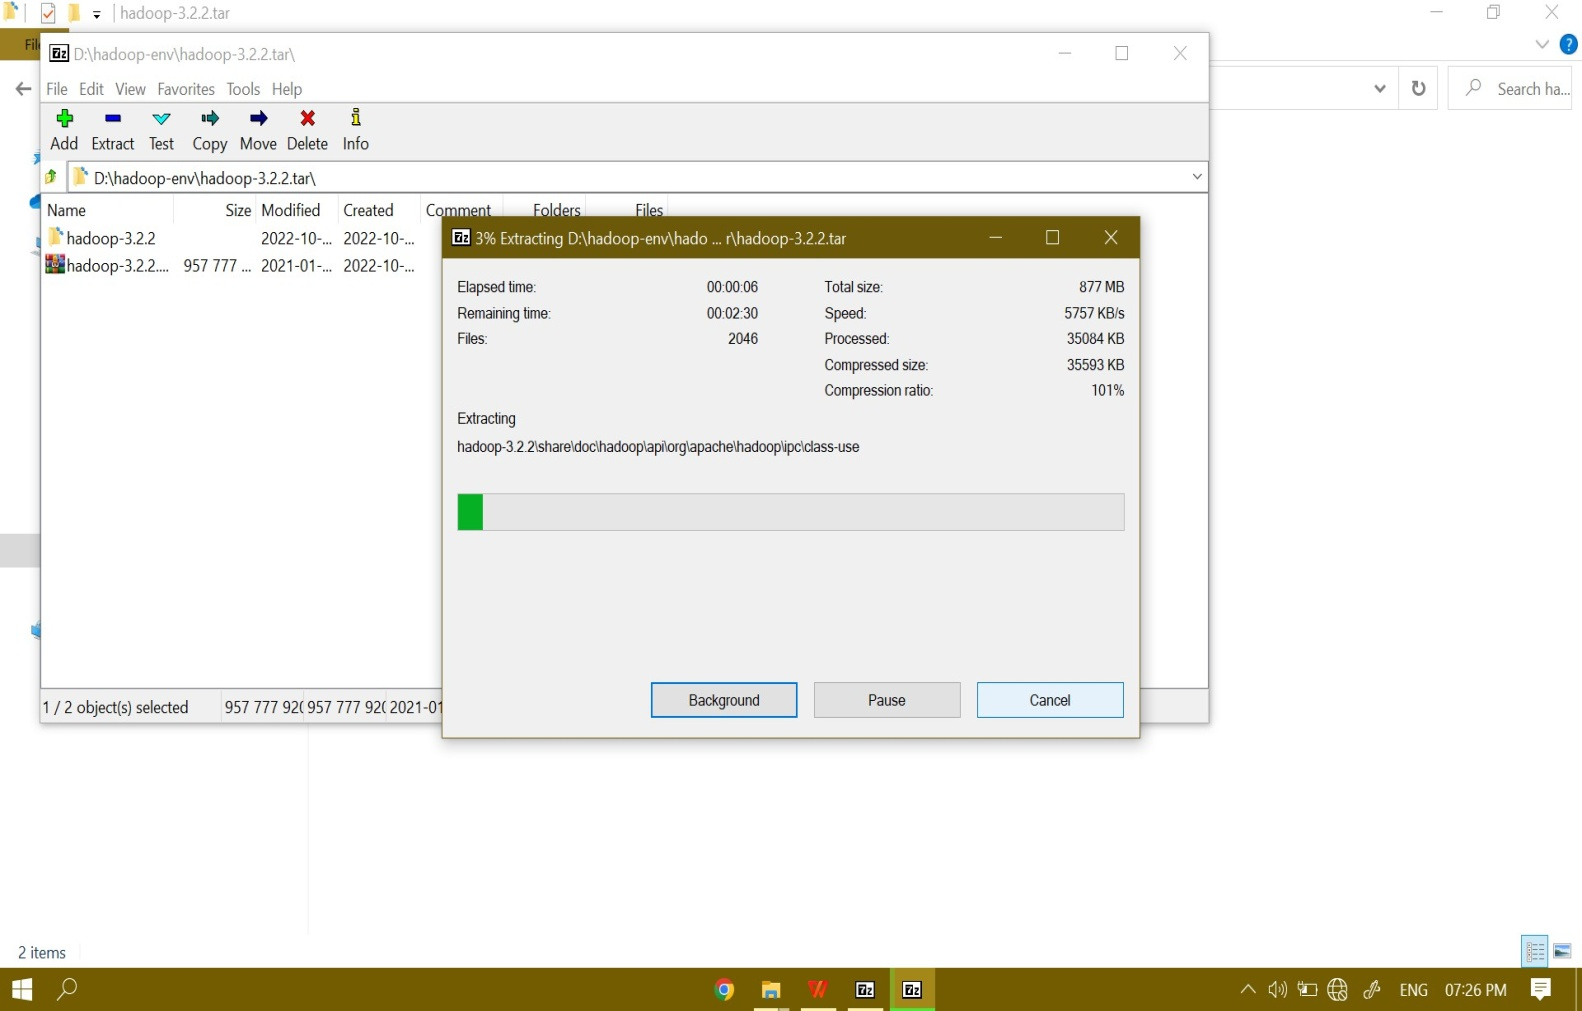 hadoop-3.2.2.tar
D:\hadoop-env\hadoop-3.2.2.tar\
File Edit View Favorites Tools Help
Search ha...
Add Extract Test Copy Move Delete Info
D:\hadoop-env\hadoop-3.2.2.tar\
Name Size Modified Created Comment Folders Files
hadoop-3.2.2 2022-10-... 2022-10-...
hadoop-3.2.2.... 957 777 ... 2021-01-... 2022-10-...
3% Extracting D:\hadoop-env\hado ... r\hadoop-3.2.2.tar
Elapsed time: 00:00:06 Total size: 877 MB
Remaining time: 00:02:30 Speed: 5757 KB/s
Files: 2046 Processed: 35084 KB
Compressed size: 35593 KB
Compression ratio: 101%
Extracting
hadoop-3.2.2\share\doc\hadoop\api\org\apache\hadoop\ipc\class-use
Background Pause Cancel
1 / 2 object(s) selected 957 777 920 957 777 920 2021-01
2 items
ENG 07:26 PM